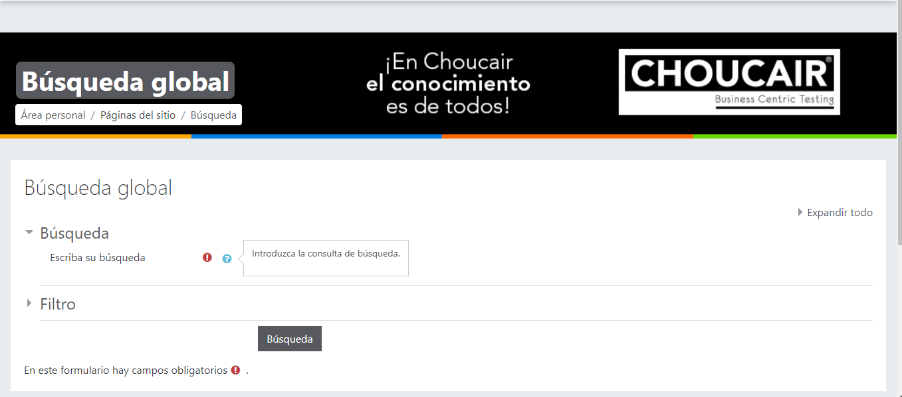 Búsqueda global
Área personal / Páginas del sitio / Búsqueda
¡En Choucair
el conocimiento
es de todos!
CHOUCAIR®
Business Centric Testing
Búsqueda global
Expandir todo
Búsqueda
Escriba su búsqueda
Introduzca la consulta de búsqueda.
Filtro
Búsqueda
En este formulario hay campos obligatorios .